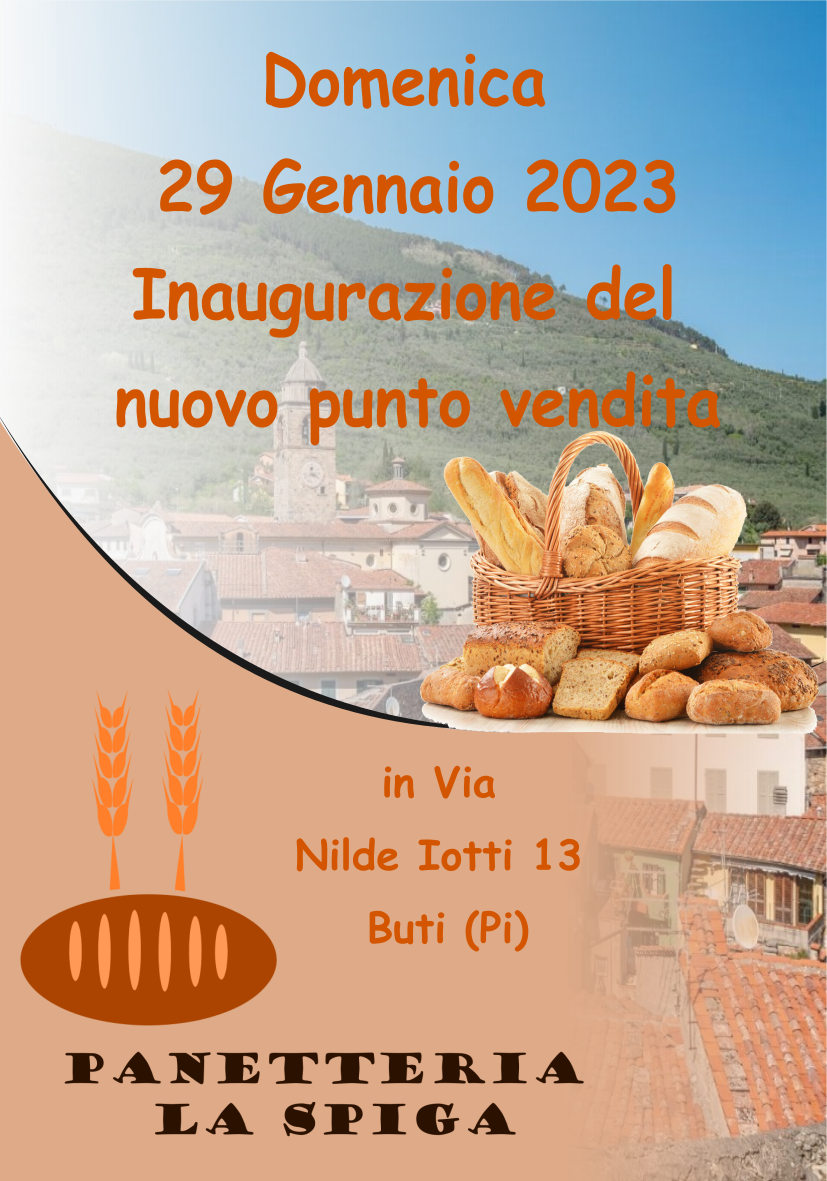 Domenica
29 Gennaio 2023
Inaugurazione del
nuovo punto vendita
in Via
Nilde Iotti 13
Buti (Pi)
PANETTERIA
LA SPIGA